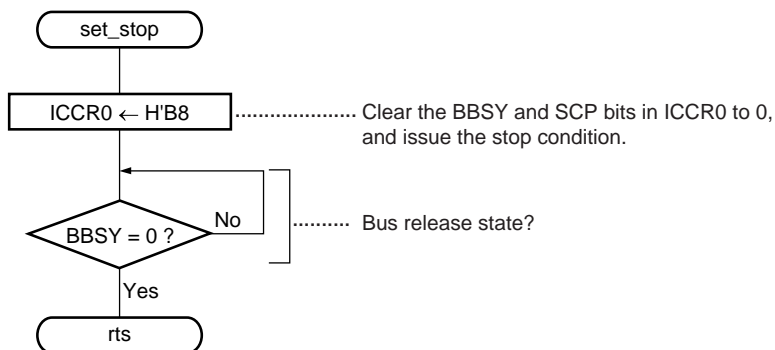 set_stop
ICCR0 ← H'B8
Clear the BBSY and SCP bits in ICCR0 to 0,
and issue the stop condition.
No
BBSY = 0 ?
Bus release state?
Yes
rts